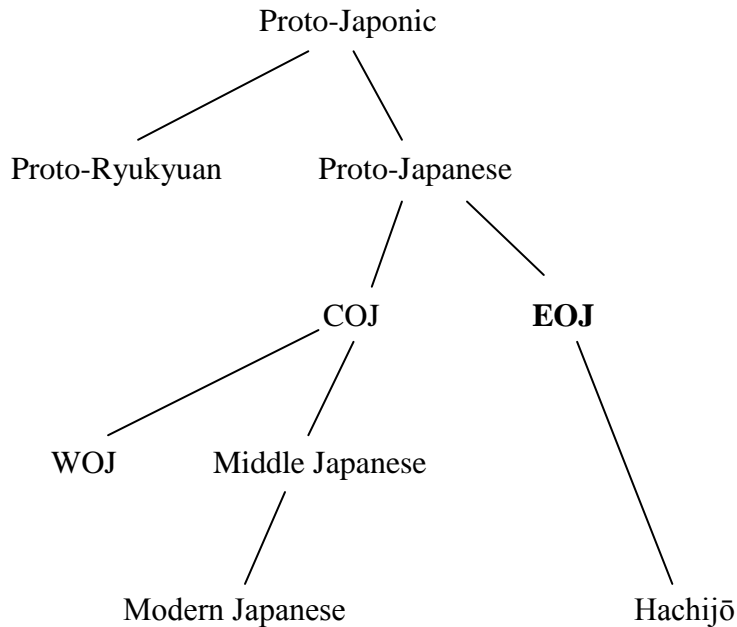 Proto-Japonic
Proto-Ryukyuan Proto-Japanese
COJ EOJ
WOJ Middle Japanese
Modern Japanese Hachijō